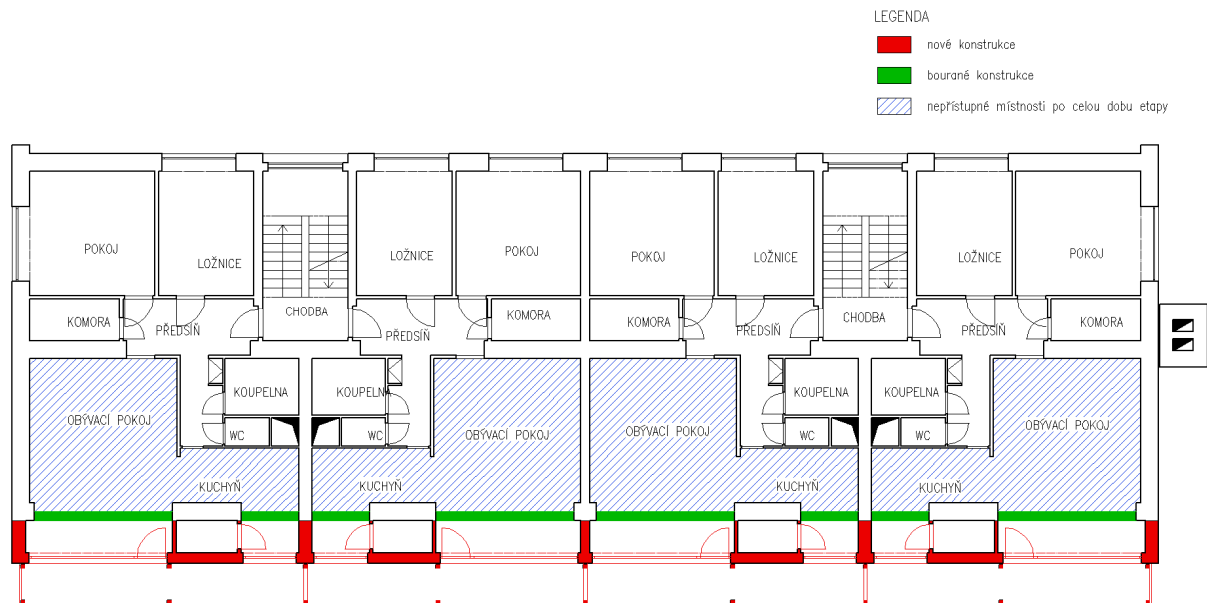 LEGENDA
nové konstrukce
bourané konstrukce
nepřístupné místnosti po celou dobu etapy
POKOJ
LOŽNICE
LOŽNICE
POKOJ
POKOJ
LOŽNICE
LOŽNICE
POKOJ
KOMORA
PŘEDSÍŇ
CHODBA
PŘEDSÍŇ
KOMORA
KOMORA
PŘEDSÍŇ
CHODBA
PŘEDSÍŇ
KOMORA
OBÝVACÍ POKOJ
KOUPELNA
KOUPELNA
OBÝVACÍ POKOJ
OBÝVACÍ POKOJ
KOUPELNA
KOUPELNA
OBÝVACÍ POKOJ
WC
WC
WC
WC
KUCHYŇ
KUCHYŇ
KUCHYŇ
KUCHYŇ